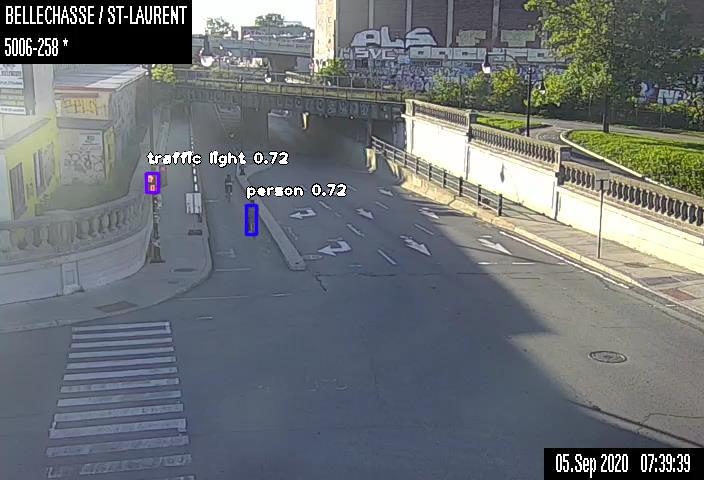 BELLECHASSE / ST-LAURENT
5006-258 *
traffic light 0.72
person 0.72
05.Sep 2020 07:39:39